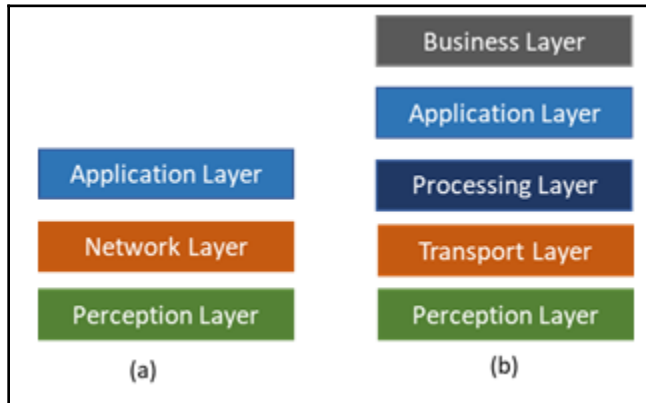 Application Layer
Network Layer
Perception Layer
(a)
Business Layer
Application Layer
Processing Layer
Transport Layer
Perception Layer
(b)